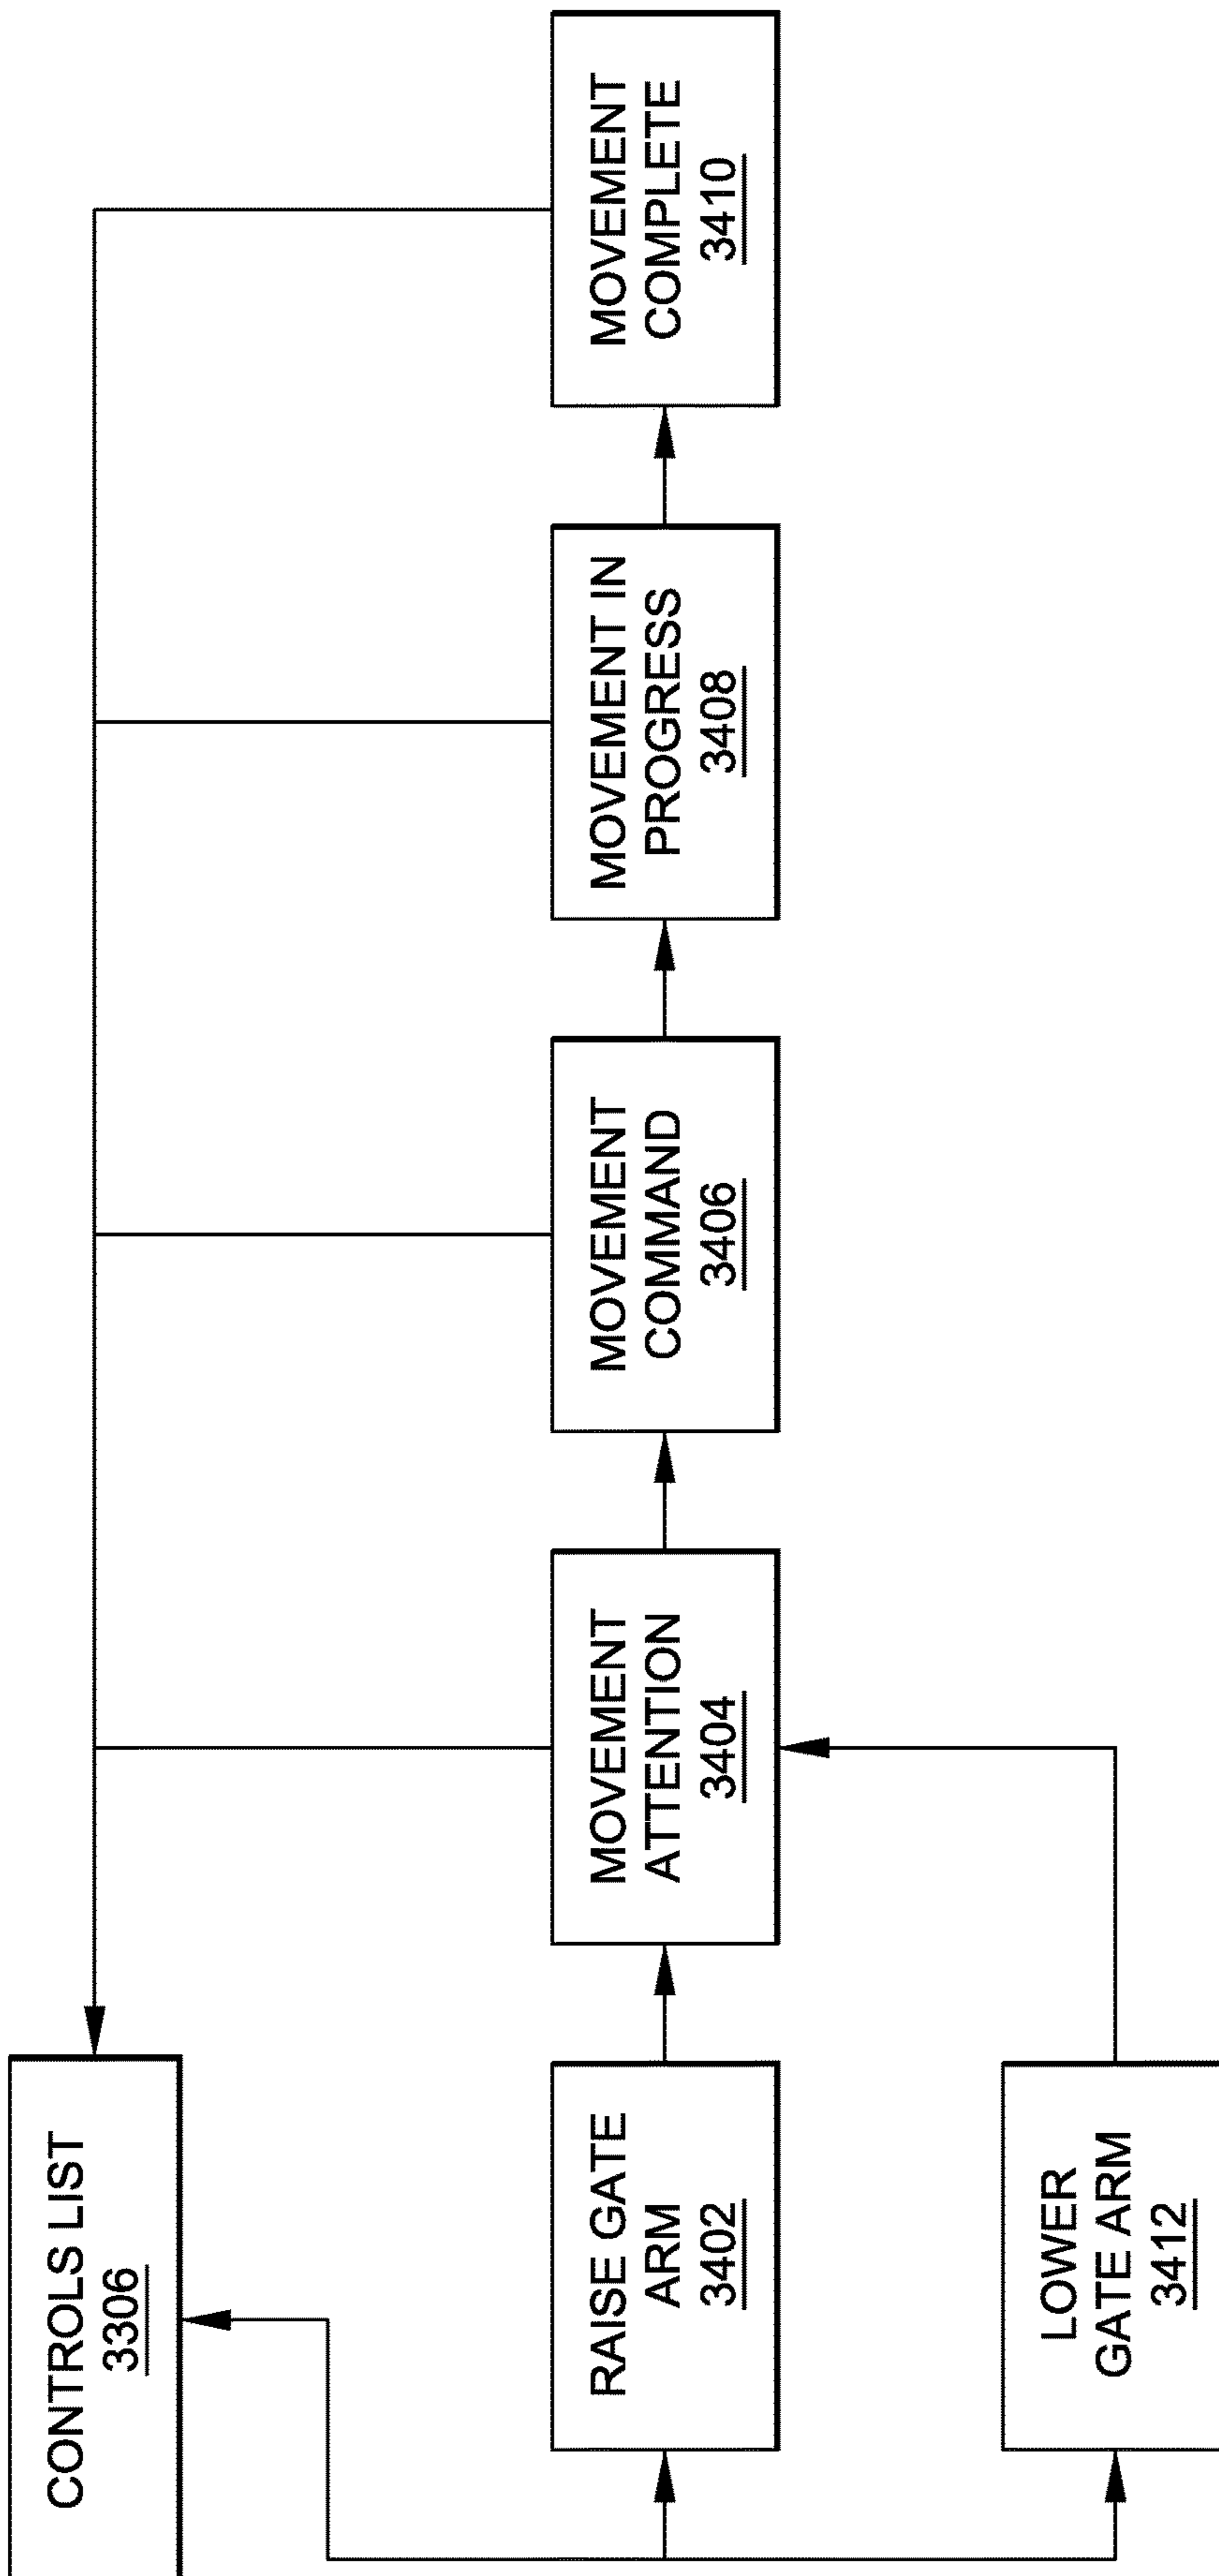 CONTROLS LIST
3306
RAISE GATE
ARM
3402
MOVEMENT
ATTENTION
3404
MOVEMENT
COMMAND
3406
MOVEMENT IN
PROGRESS
3408
MOVEMENT
COMPLETE
3410
LOWER
GATE ARM
3412